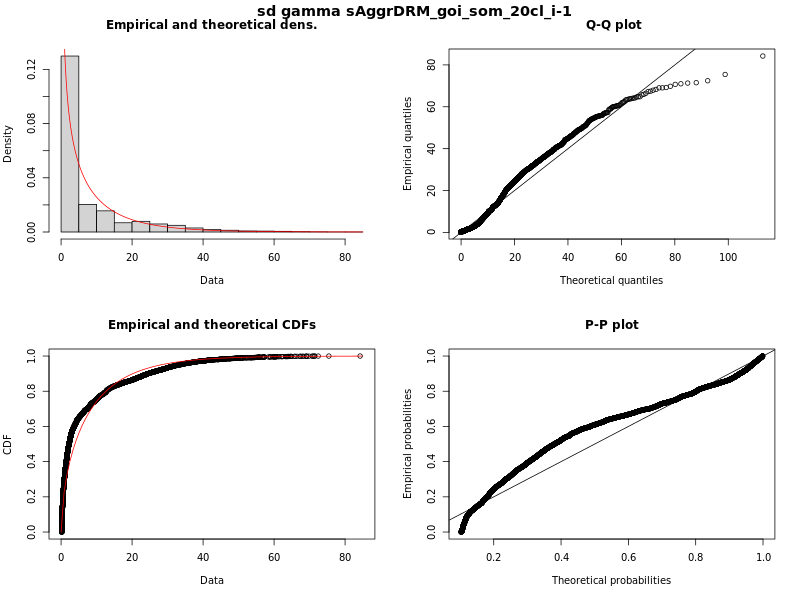 sd gamma sAggrDRM_goi_som_20cl_i-1
Empirical and theoretical dens.
Density
0.00 0.04 0.08 0.12
0 20 40 60 80
Data
Q-Q plot
Empirical quantiles
0 20 40 60 80
0 20 40 60 80 100
Theoretical quantiles
Empirical and theoretical CDFs
CDF
0.0 0.2 0.4 0.6 0.8 1.0
0 20 40 60 80
Data
P-P plot
Empirical probabilities
0.0 0.2 0.4 0.6 0.8 1.0
0.2 0.4 0.6 0.8 1.0
Theoretical probabilities